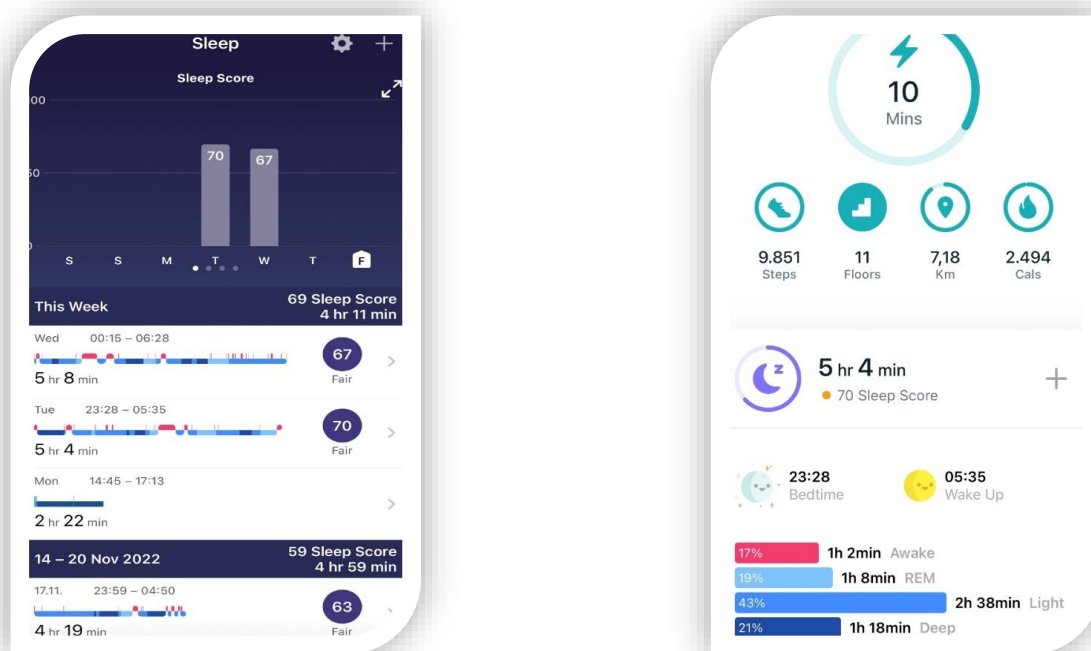 Sleep
Sleep Score
00
70
67
50
0
S S M T W T F
This Week
69 Sleep Score
4 hr 11 min
Wed 00:15 – 06:28
67
5 hr 8 min
Fair
Tue 23:28 – 05:35
70
5 hr 4 min
Fair
Mon 14:45 – 17:13
2 hr 22 min
14 – 20 Nov 2022
59 Sleep Score
4 hr 59 min
17.11. 23:59 – 04:50
63
4 hr 19 min
Fair
10
Mins
9.851
Steps
11
Floors
7,18
Km
2.494
Cals
z
5 hr 4 min
70 Sleep Score
23:28
Bedtime
05:35
Wake Up
17% 1h 2min Awake
19% 1h 8min REM
43% 2h 38min Light
21% 1h 18min Deep